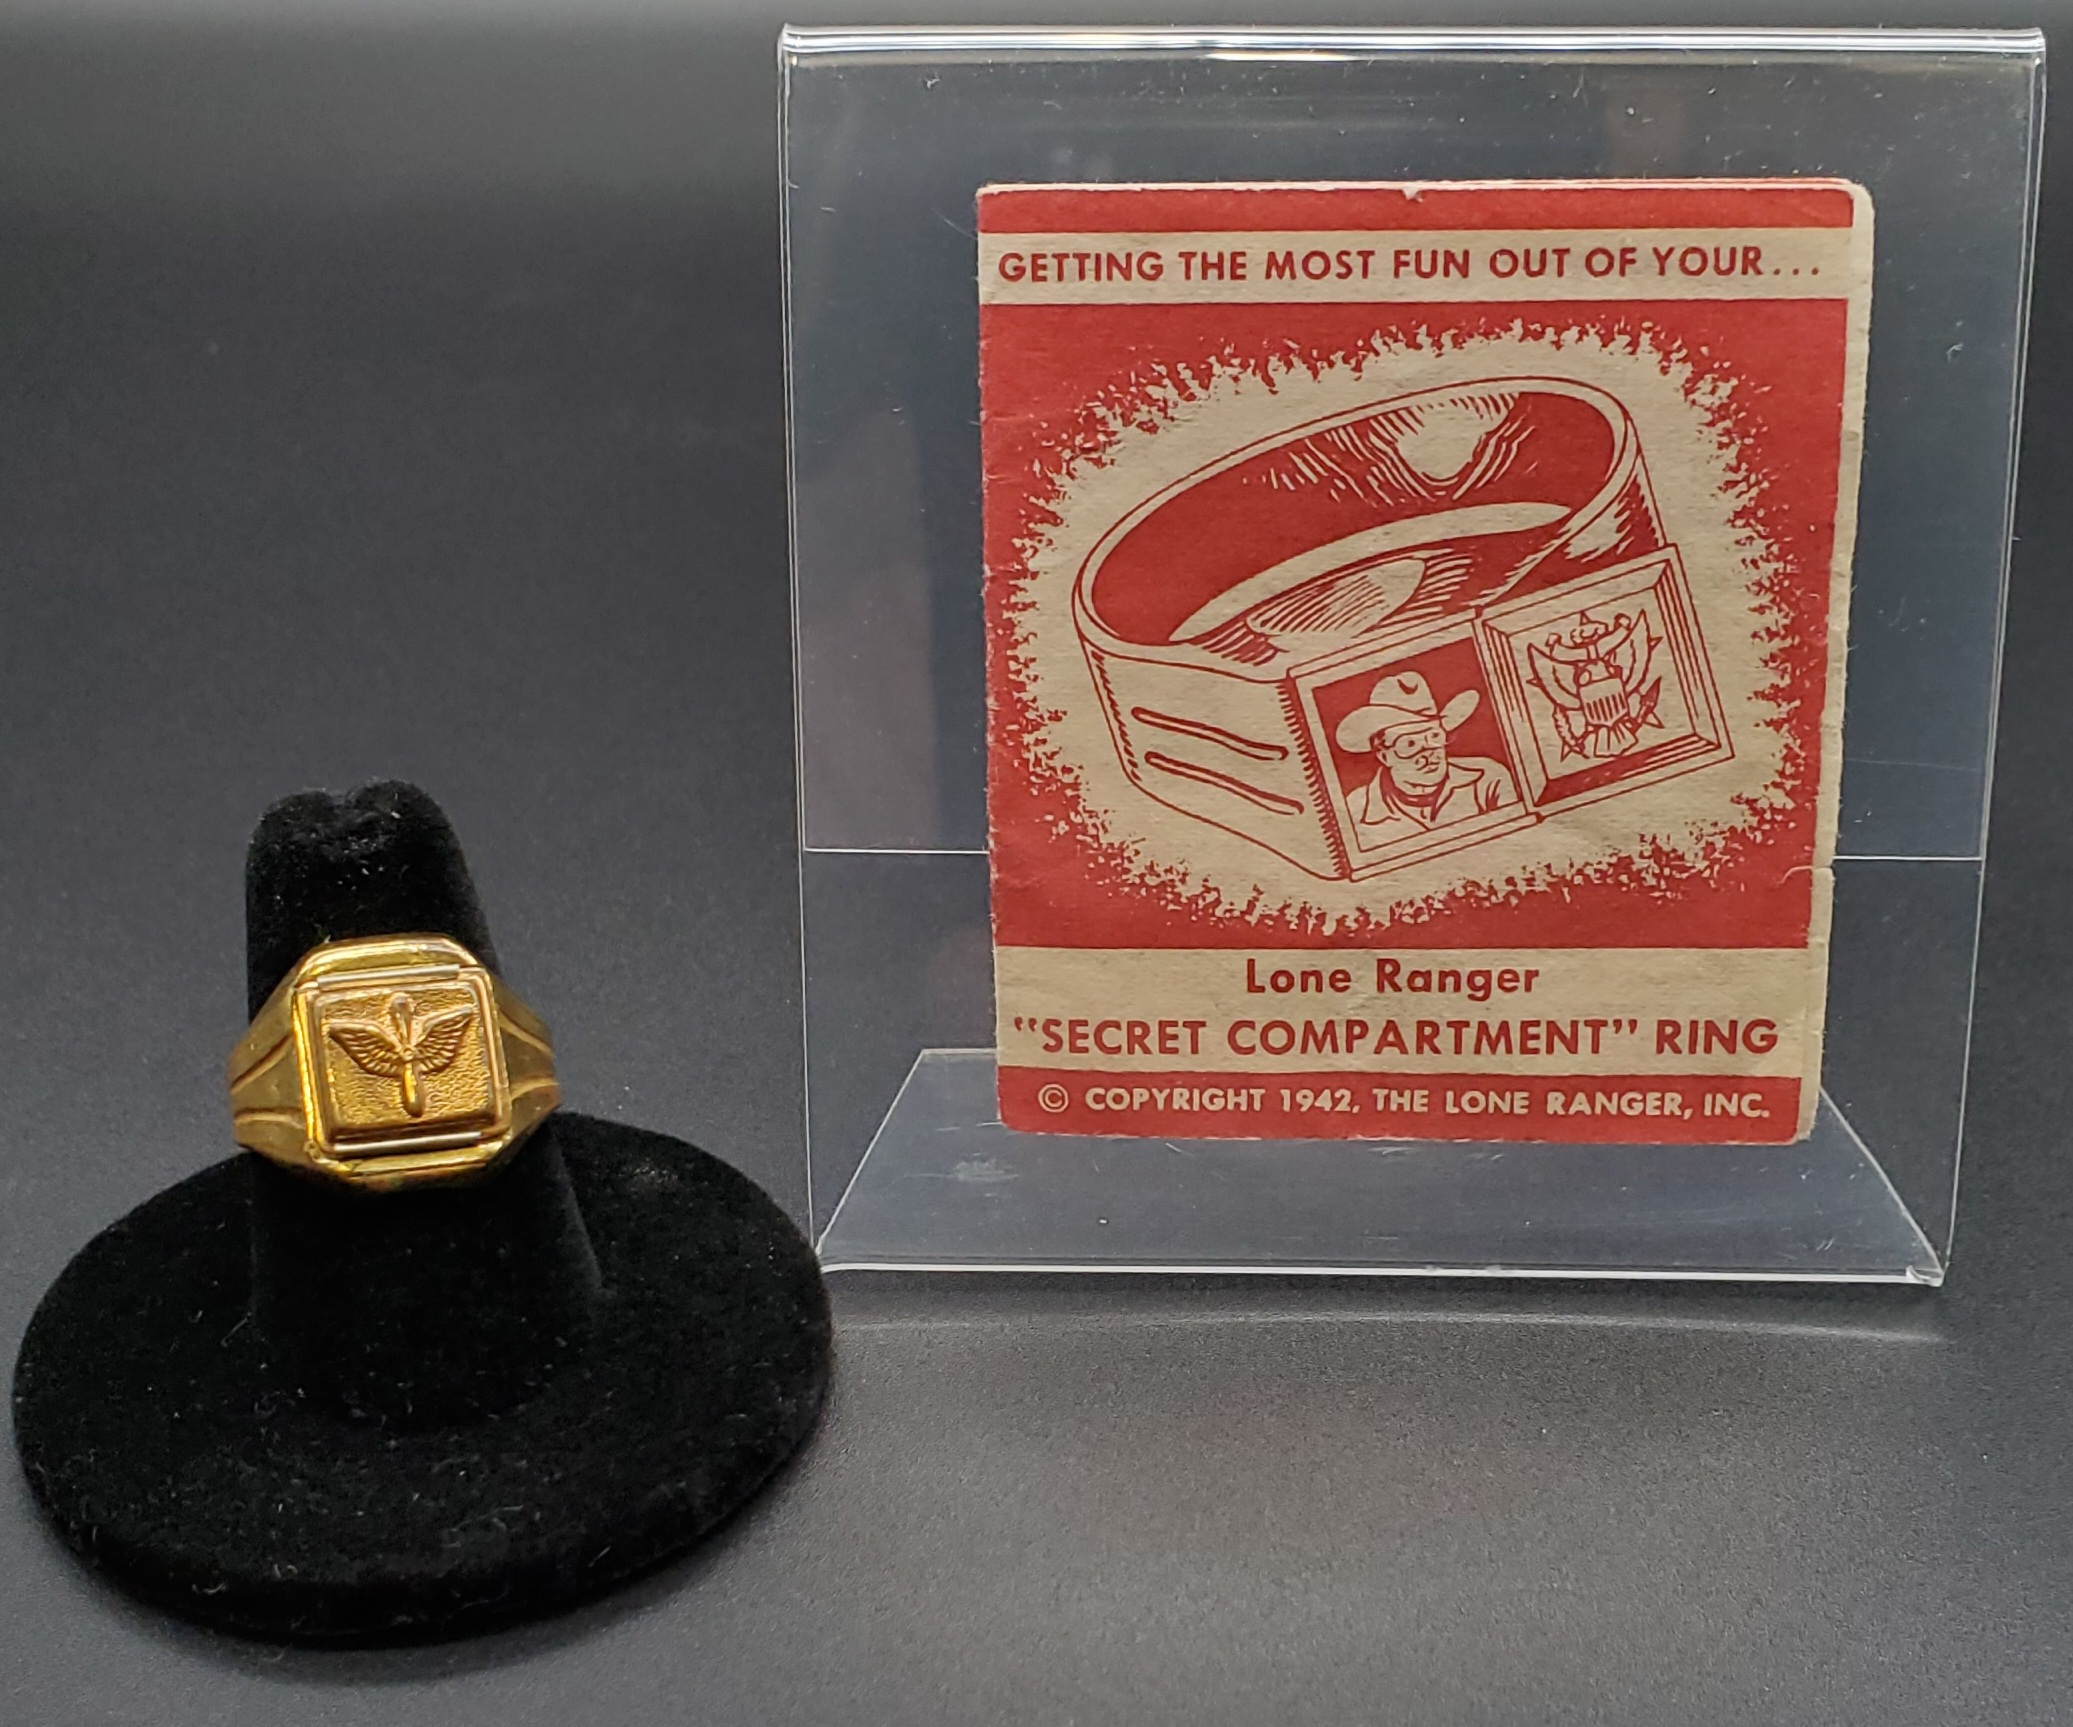 GETTING THE MOST FUN OUT OF YOUR...
Lone Ranger
"SECRET COMPARTMENT" RING
© COPYRIGHT 1942, THE LONE RANGER, INC.